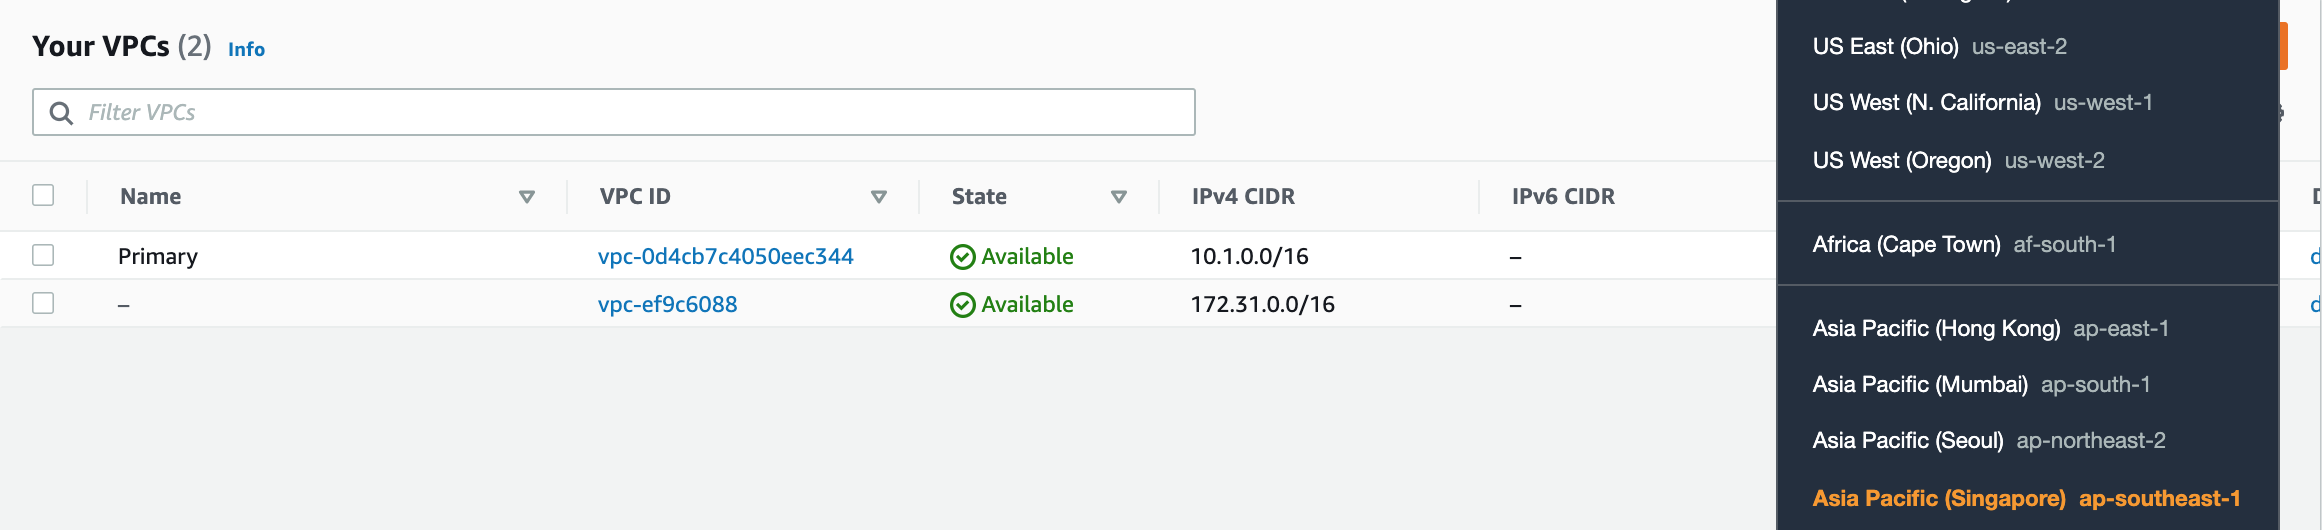 Your VPCs (2) Info
Filter VPCs
Name VPC ID State IPv4 CIDR IPv6 CIDR
Primary vpc-0d4cb7c4050eec344 Available 10.1.0.0/16 –
– vpc-ef9c6088 Available 172.31.0.0/16 –
US East (Ohio) us-east-2
US West (N. California) us-west-1
US West (Oregon) us-west-2
Africa (Cape Town) af-south-1
Asia Pacific (Hong Kong) ap-east-1
Asia Pacific (Mumbai) ap-south-1
Asia Pacific (Seoul) ap-northeast-2
Asia Pacific (Singapore) ap-southeast-1